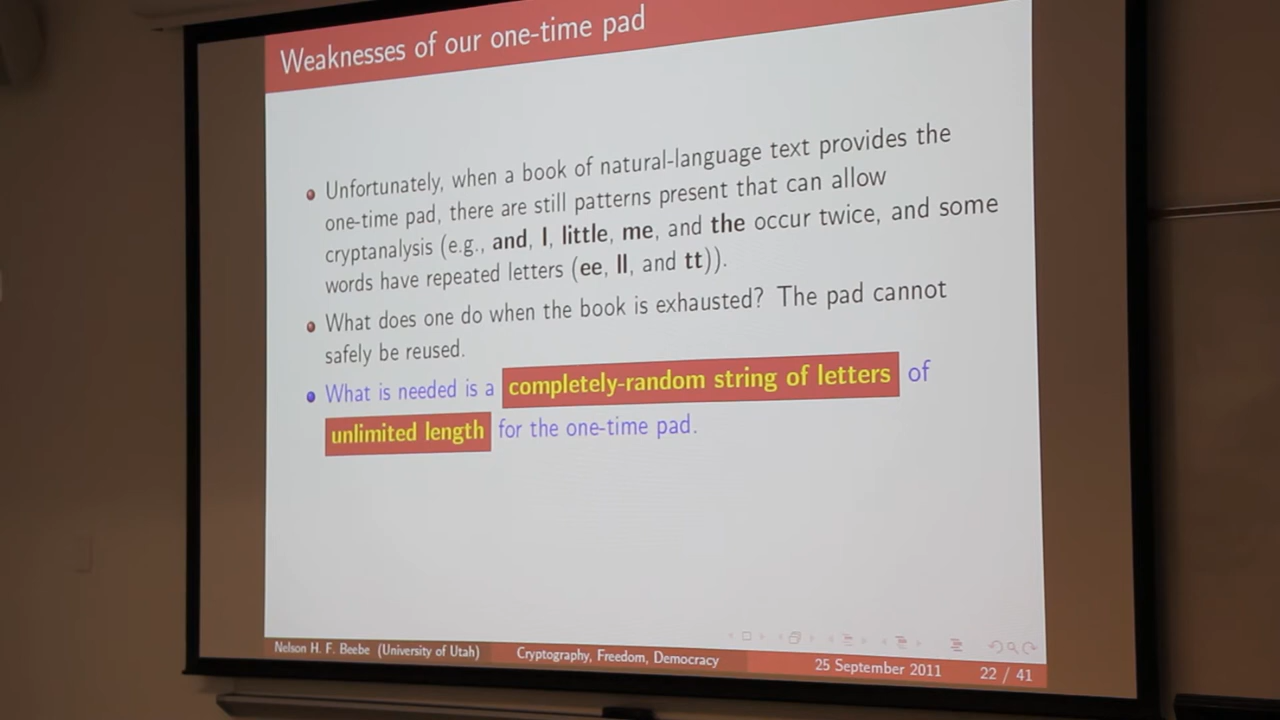 Weaknesses of our one-time pad
Unfortunately, when a book of natural-language text provides the
one-time pad, there are still patterns present that can allow
cryptanalysis (e.g., and, I, little, me, and the occur twice, and some
words have repeated letters (ee, ll, and tt)).
What does one do when the book is exhausted? The pad cannot
safely be reused.
What is needed is a completely-random string of letters of
unlimited length for the one-time pad.
Nelson H. F. Beebe (University of Utah) Cryptography, Freedom, Democracy 25 September 2011 22 / 41